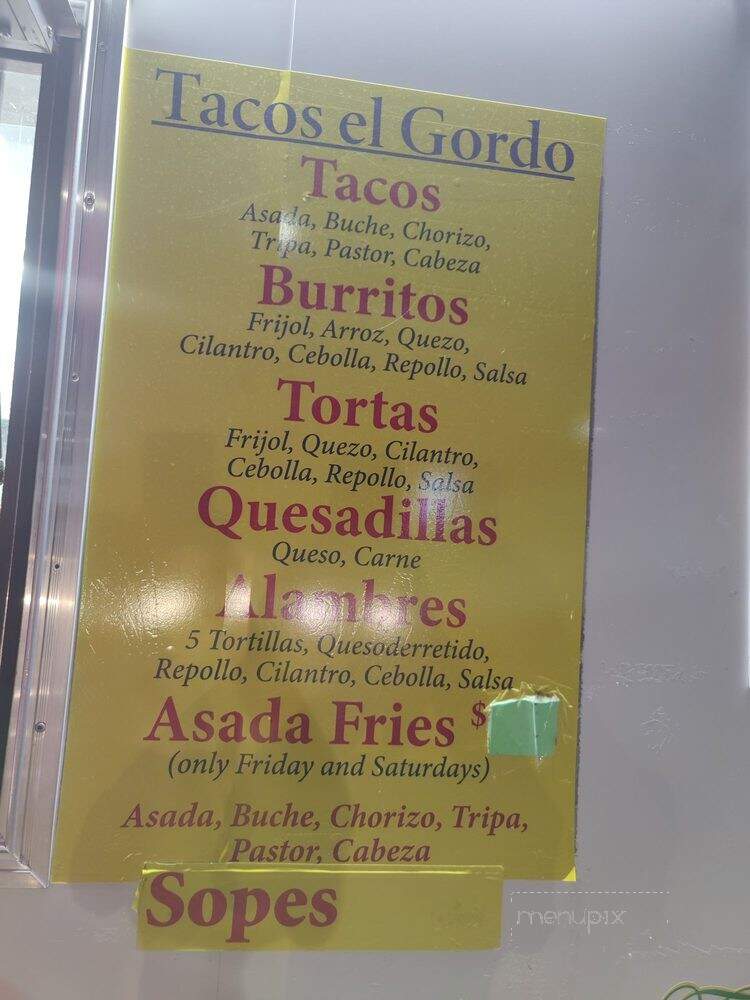 Tacos el Gordo
Tacos
Asada, Buche, Chorizo,
Tripa, Pastor, Cabeza
Burritos
Frijol, Arroz, Quezo,
Cilantro, Cebolla, Repollo, Salsa
Tortas
Frijol, Quezo, Cilantro,
Cebolla, Repollo, Salsa
Quesadillas
Queso, Carne
Alambres
5 Tortillas, Quesoderretido,
Repollo, Cilantro, Cebolla, Salsa
Asada Fries $
(only Friday and Saturdays)
Asada, Buche, Chorizo, Tripa,
Pastor, Cabeza
Sopes
menupix